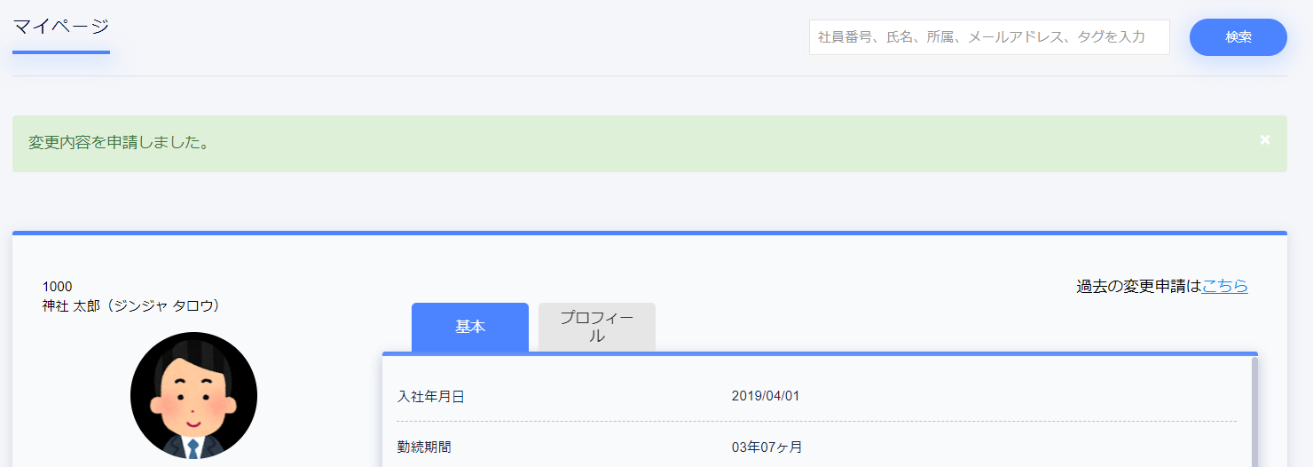 マイページ
社員番号、氏名、所属、メールアドレス、タグを入力
検索
変更内容を申請しました。
×
1000
神社 太郎（ジンジャ タロウ）
過去の変更申請はこちら
基本
プロフィー
ル
入社年月日 2019/04/01
勤続期間 03年07ヶ月